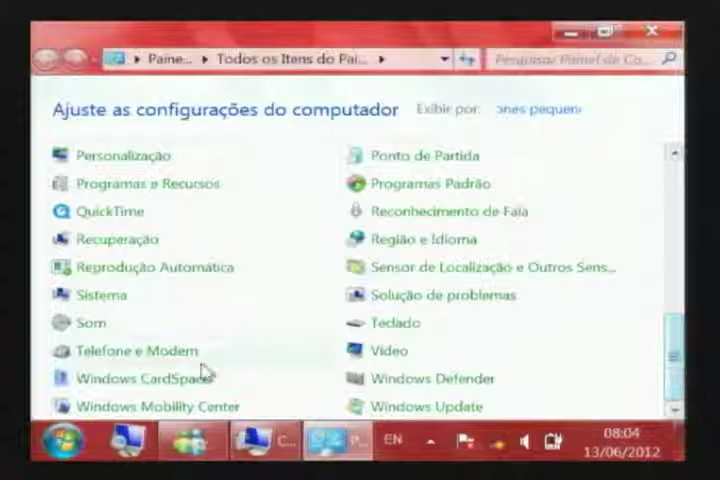 Paine... Todos os Itens do Pai... Pesquisar Painel de Co...
Ajuste as configurações do computador Exibir por: ones pequen
Personalização Ponto de Partida
Programas e Recursos Programas Padrão
QuickTime Reconhecimento de Fala
Recuperação Região e Idioma
Reprodução Automática Sensor de Localização e Outros Sens...
Sistema Solução de problemas
Som Teclado
Telefone e Modem Vídeo
Windows CardSpace Windows Defender
Windows Mobility Center Windows Update
C... P... EN 08:04
13/06/2012